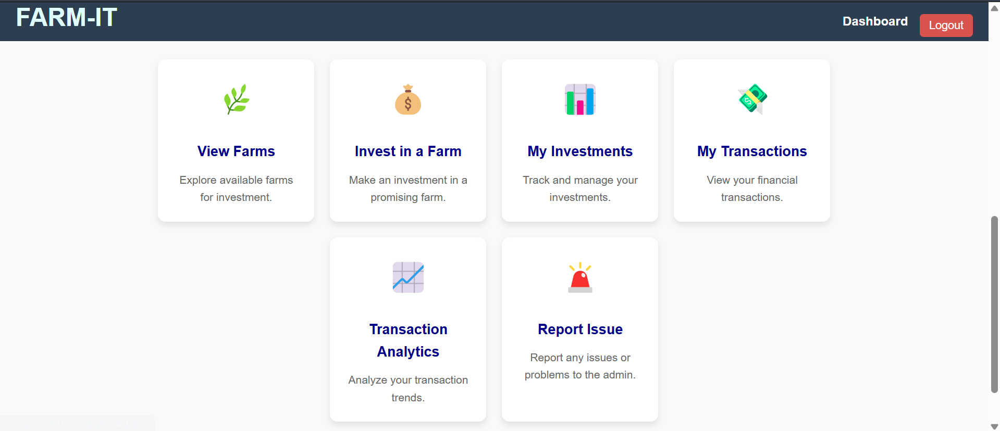 FARM-IT
Dashboard
Logout
View Farms
Explore available farms
for investment.
Invest in a Farm
Make an investment in a
promising farm.
My Investments
Track and manage your
investments.
My Transactions
View your financial
transactions.
Transaction
Analytics
Analyze your transaction
trends.
Report Issue
Report any issues or
problems to the admin.